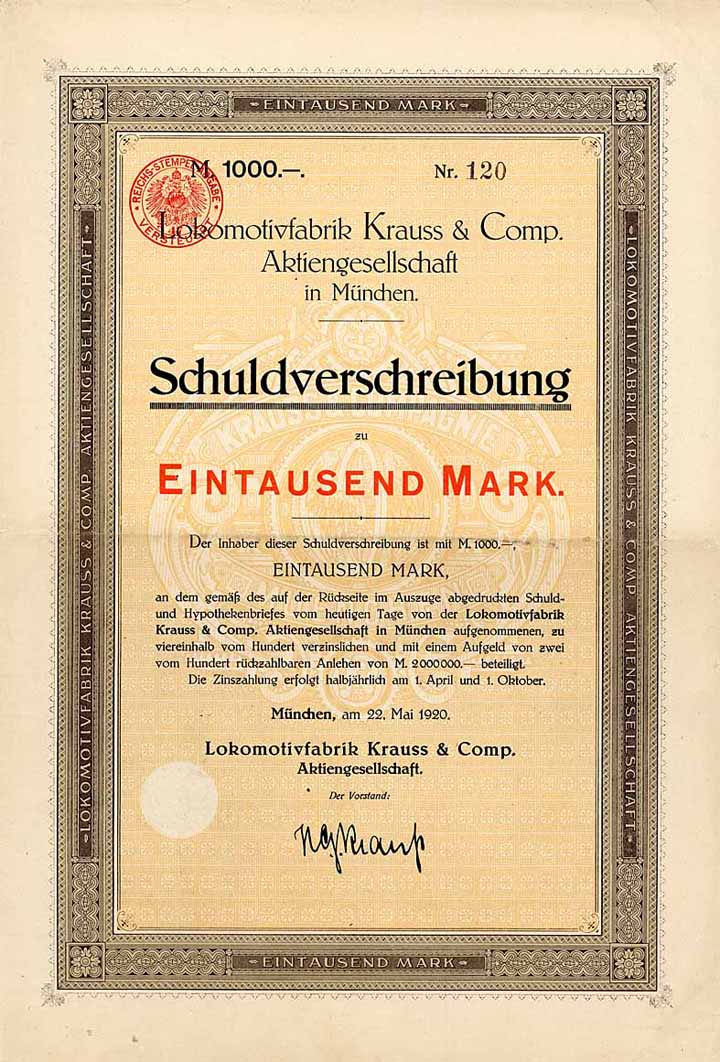 EINTAUSEND MARK
M. 1000.–. Nr. 120
REICHS-STEMPELABGABE
VERSTEUERT
Lokomotivfabrik Krauss & Comp.
Aktiengesellschaft
in München.
Schuldverschreibung
zu
EINTAUSEND MARK.
Der Inhaber dieser Schuldverschreibung ist mit M. 1000.—,
EINTAUSEND MARK,
an dem gemäß des auf der Rückseite im Auszuge abgedruckten Schuld-
und Hypothekenbriefes vom heutigen Tage von der Lokomotivfabrik
Krauss & Comp. Aktiengesellschaft in München aufgenommenen, zu
viereinhalb vom Hundert verzinslichen und mit einem Aufgeld von zwei
vom Hundert rückzahlbaren Anlehen von M. 2000000.— beteiligt.
Die Zinszahlung erfolgt halbjährlich am 1. April und 1. Oktober.
München, am 22. Mai 1920.
Lokomotivfabrik Krauss & Comp.
Aktiengesellschaft.
Der Vorstand:
EINTAUSEND MARK
LOKOMOTIVFABRIK KRAUSS & COMP. AKTIENGESELLSCHAFT
LOKOMOTIVFABRIK KRAUSS & COMP. AKTIENGESELLSCHAFT